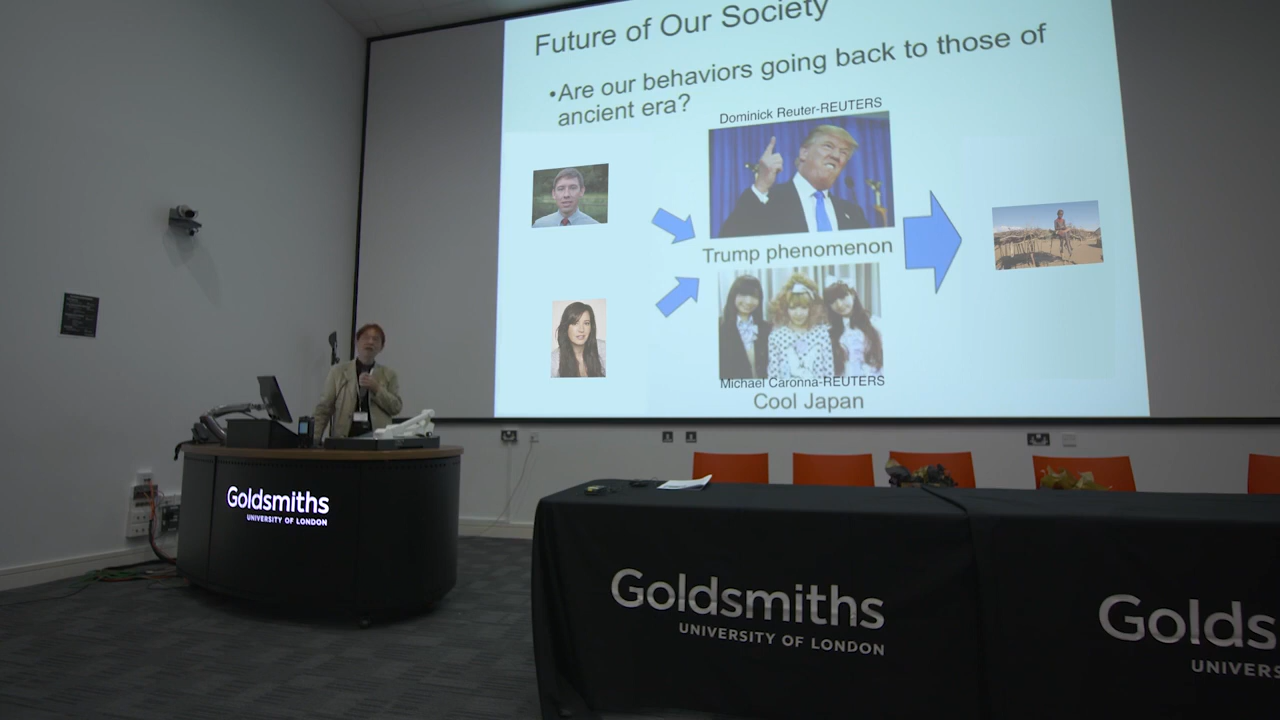 Future of Our Society
•Are our behaviors going back to those of
ancient era?
Dominick Reuter-REUTERS
Trump phenomenon
Michael Caronna-REUTERS
Cool Japan
Goldsmiths
UNIVERSITY OF LONDON
Goldsmiths
UNIVERSITY OF LONDON
Golds
UNIVERS